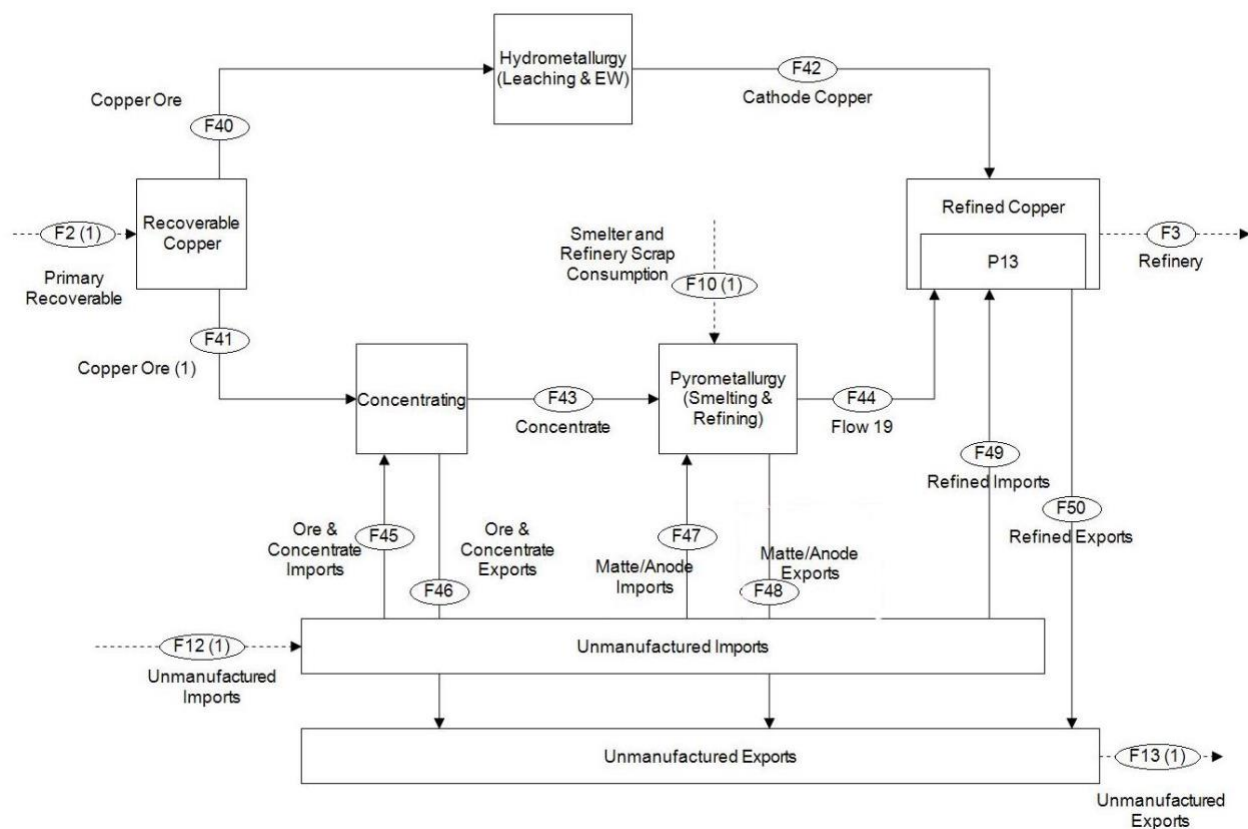 Hydrometallurgy
(Leaching & EW)
F42
Cathode Copper
Copper Ore
F40
Recoverable
Copper
F2 (1)
Primary
Recoverable
Refined Copper
P13
F3
Refinery
Smelter and
Refinery Scrap
Consumption
F10 (1)
F41
Copper Ore (1)
Concentrating
F43
Concentrate
Pyrometallurgy
(Smelting &
Refining)
F44
Flow 19
F49
Refined Imports
F50
Refined Exports
Ore &
Concentrate
Imports
F45
Ore &
Concentrate
Exports
F46
F47
Matte/Anode
Imports
Matte/Anode
Exports
F48
F12 (1)
Unmanufactured
Imports
Unmanufactured Imports
Unmanufactured Exports
F13 (1)
Unmanufactured
Exports